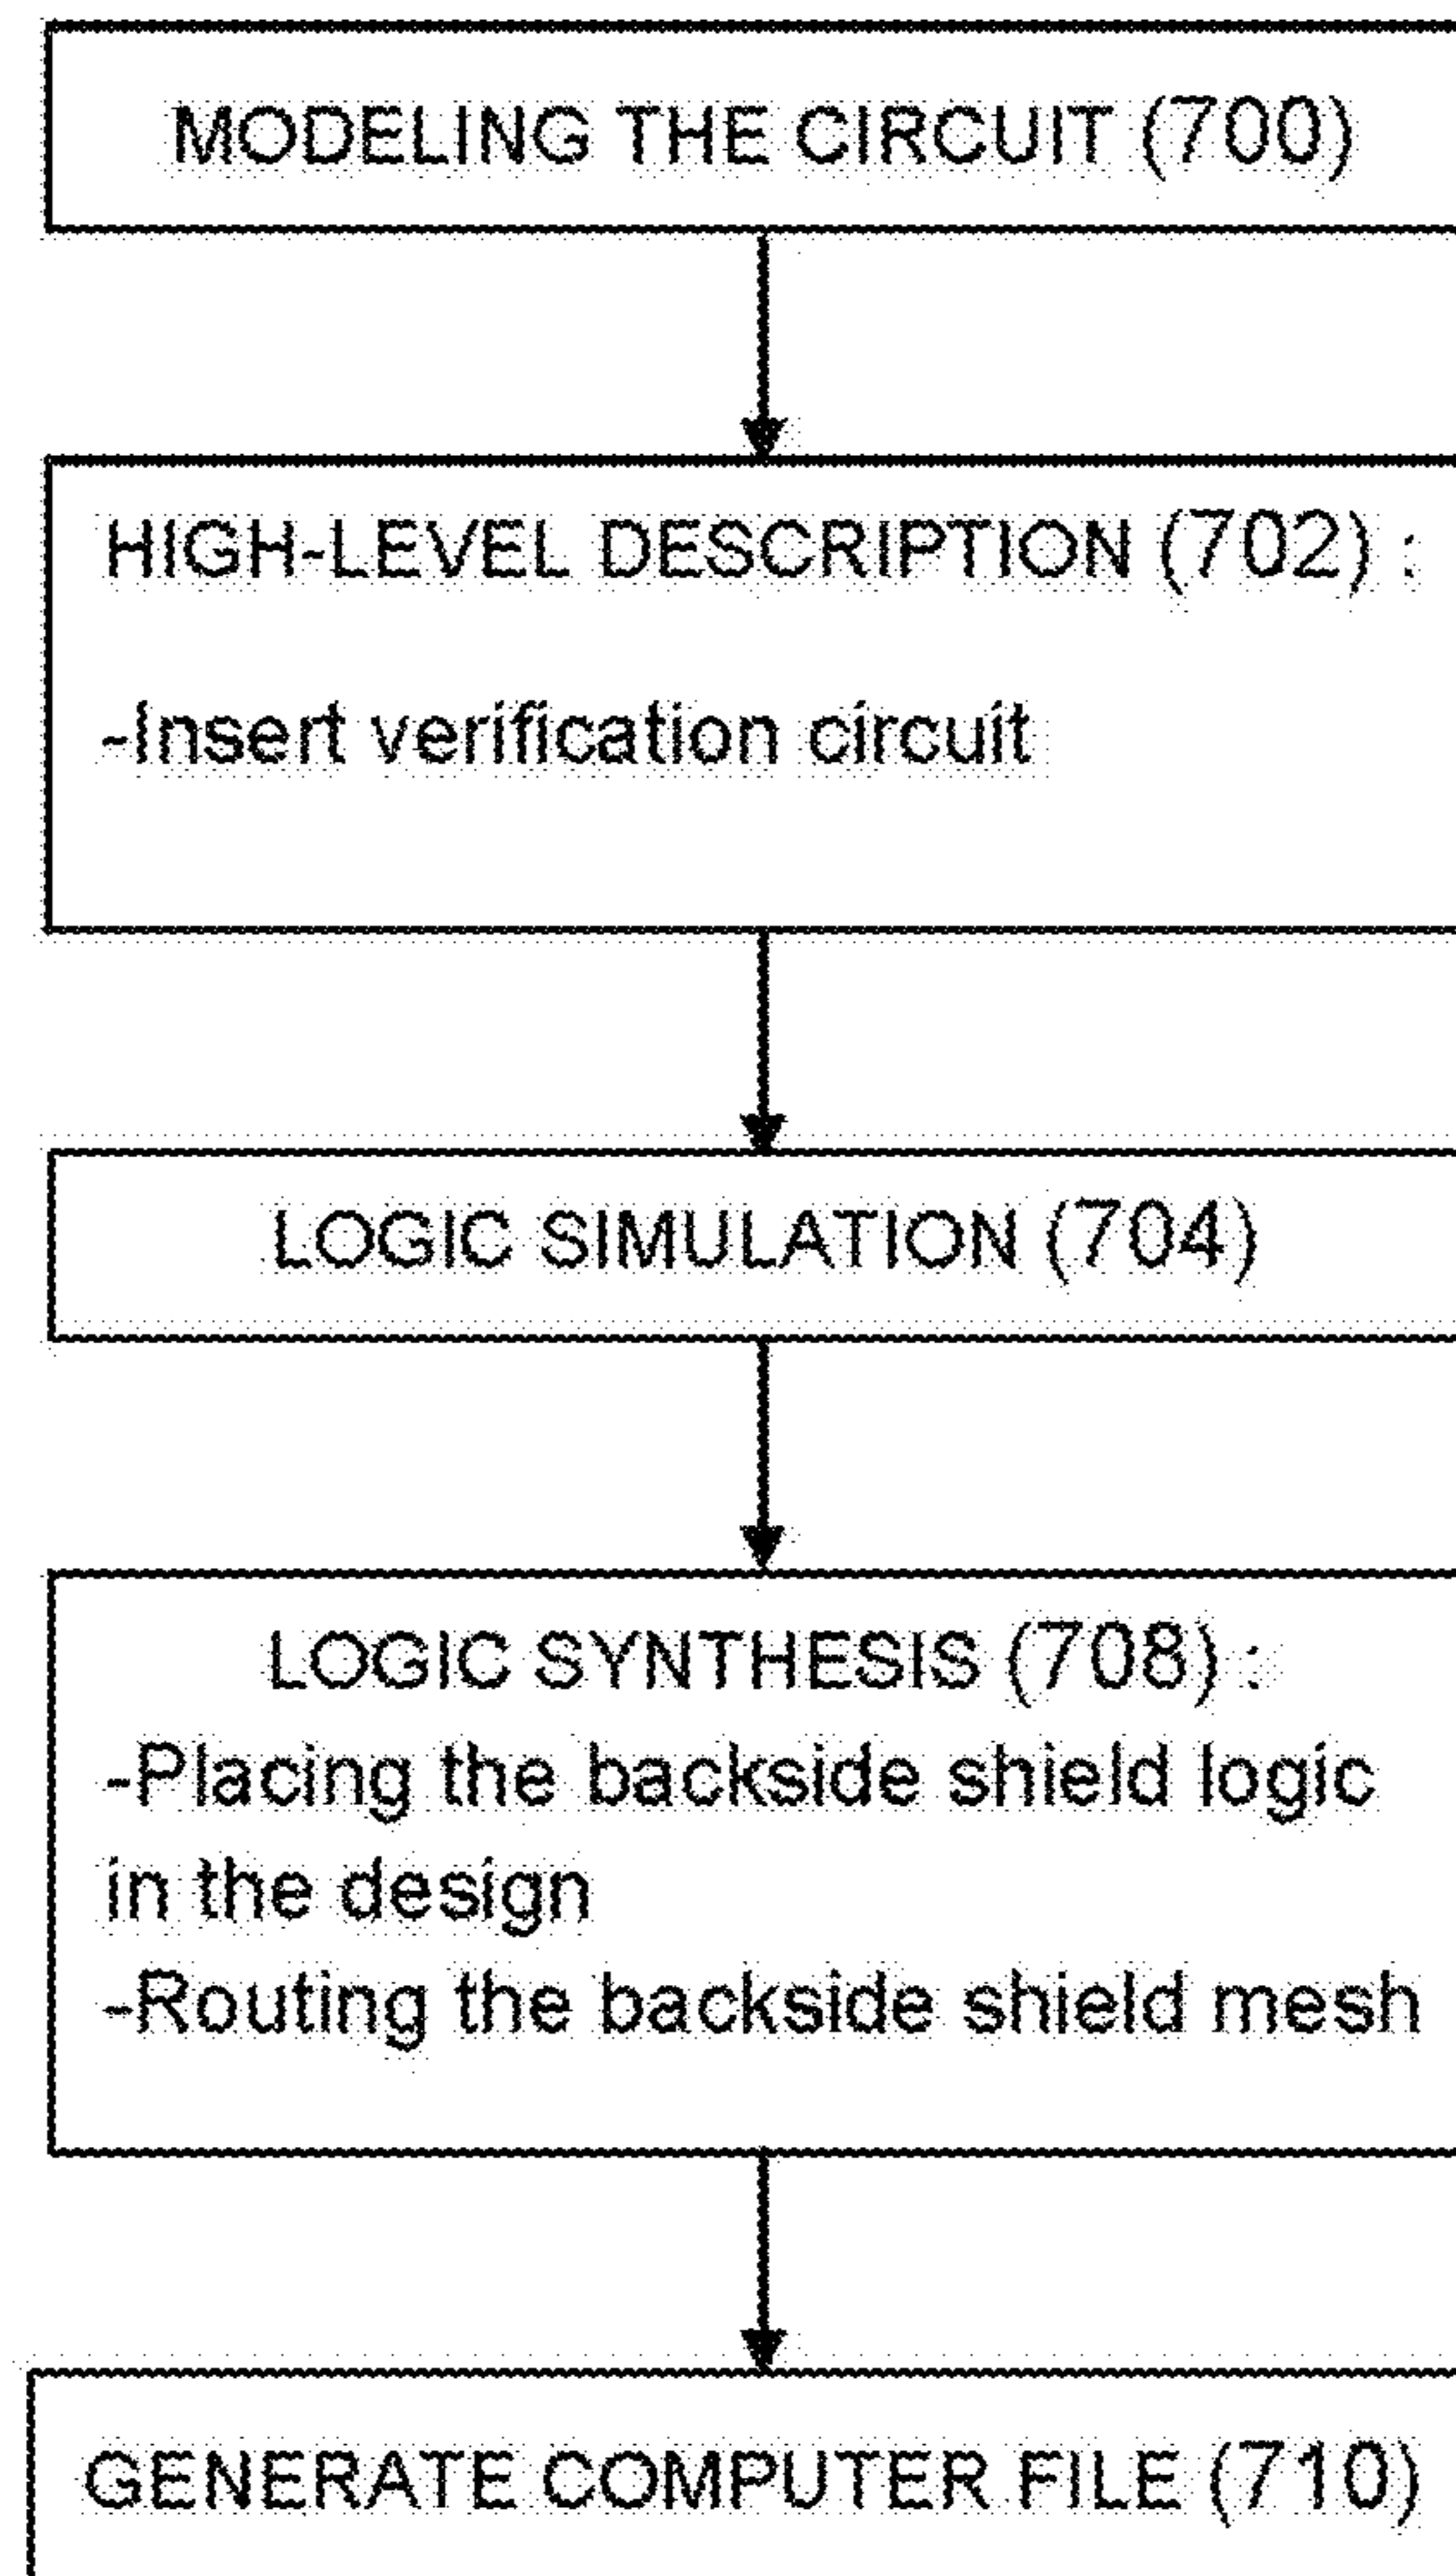 MODELING THE CIRCUIT (700)
HIGH-LEVEL DESCRIPTION (702) :
-Insert verification circuit
LOGIC SIMULATION (704)
LOGIC SYNTHESIS (708) :
-Placing the backside shield logic
in the design
-Routing the backside shield mesh
GENERATE COMPUTER FILE (710)